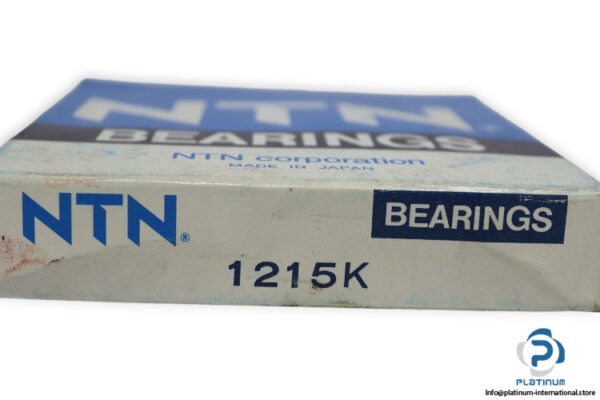 NTN®
BEARINGS
NTN corporation
MADE IN JAPAN
NTN®
BEARINGS
1215K
PLATINUM
Info@platinum-international.store